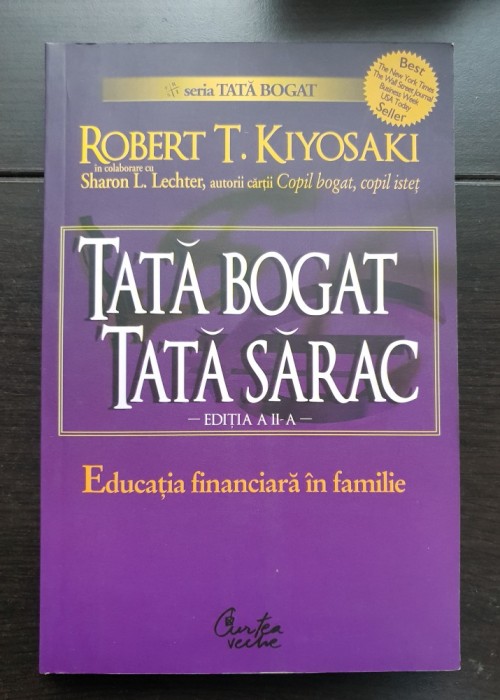 seria TATĂ BOGAT
Best
The New York Times
The Wall Street Journal
Business Week
USA Today
Seller
ROBERT T. KIYOSAKI
în colaborare cu
Sharon L. Lechter, autorii cărții Copil bogat, copil isteț
TATĂ BOGAT
TATĂ SĂRAC
— EDIȚIA A II-A —
Educația financiară în familie
Curtea
veche